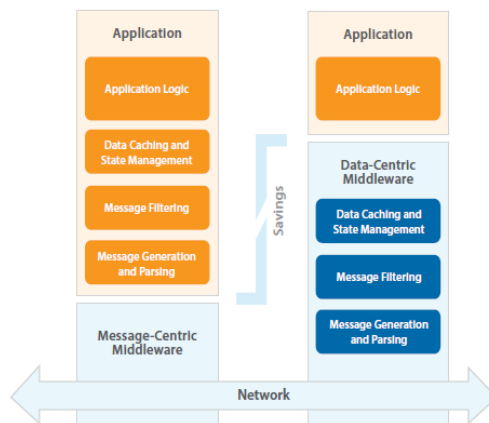 Application
Application Logic
Data Caching and
State Management
Message Filtering
Message Generation
and Parsing
Message-Centric
Middleware
Savings
Application
Application Logic
Data-Centric
Middleware
Data Caching and
State Management
Message Filtering
Message Generation
and Parsing
Network